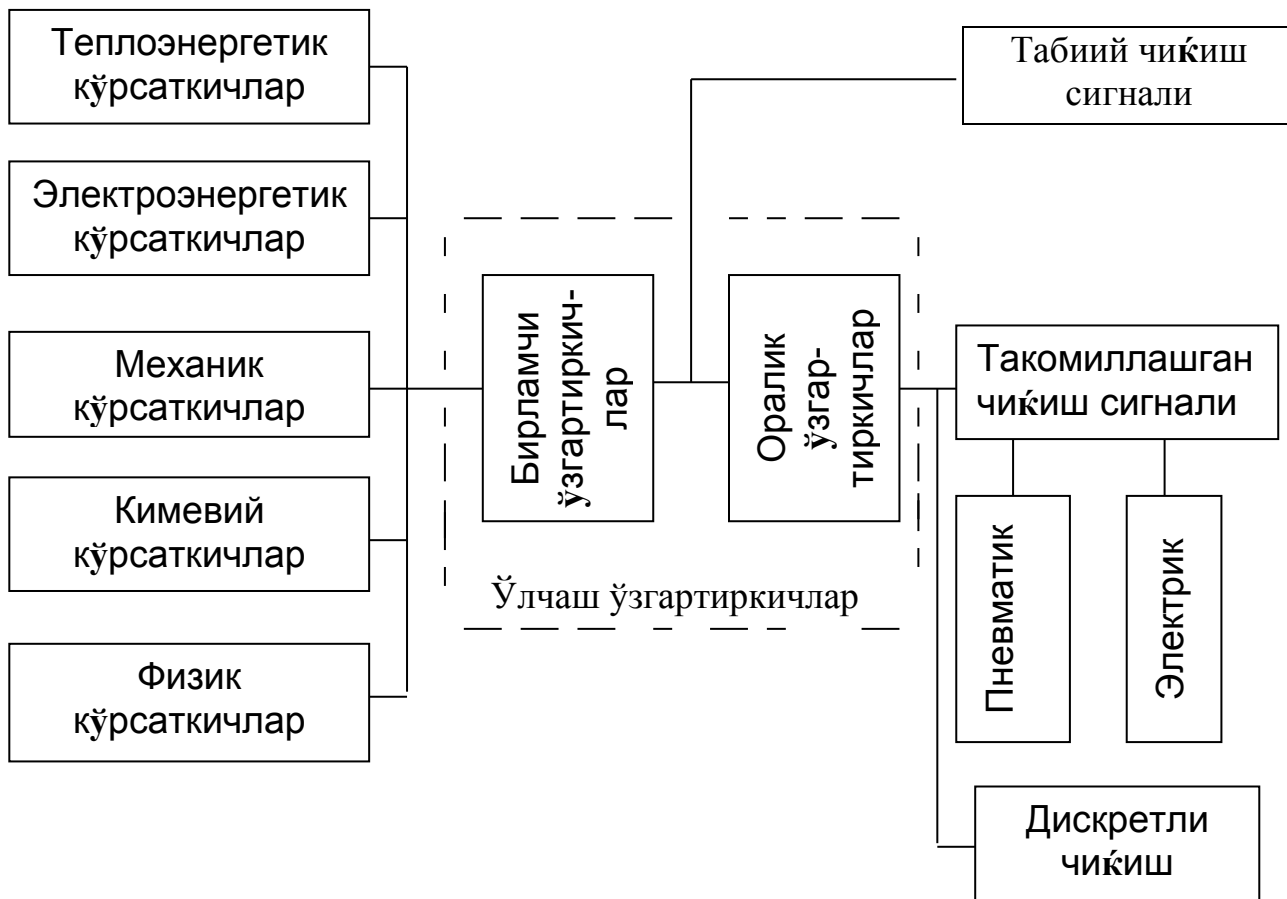 Теплоэнергетик
кўрсаткичлар
Электроэнергетик
кўрсаткичлар
Механик
кўрсаткичлар
Кимевий
кўрсаткичлар
Физик
кўрсаткичлар
Бирламчи
ўзгартиркич-
лар
Оралик
ўзгар-
тиркичлар
Ўлчаш ўзгартиркичлар
Табиий чиќиш
сигнали
Такомиллашган
чиќиш сигнали
Пневматик
Электрик
Дискретли
чиќиш